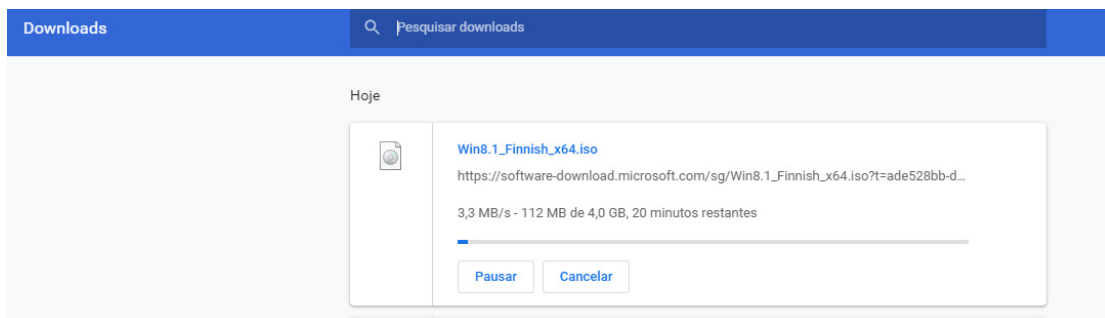 Downloads
Pesquisar downloads
Hoje
Win8.1_Finnish_x64.iso
https://software-download.microsoft.com/sg/Win8.1_Finnish_x64.iso?t=ade528bb-d...
3,3 MB/s - 112 MB de 4,0 GB, 20 minutos restantes
Pausar
Cancelar